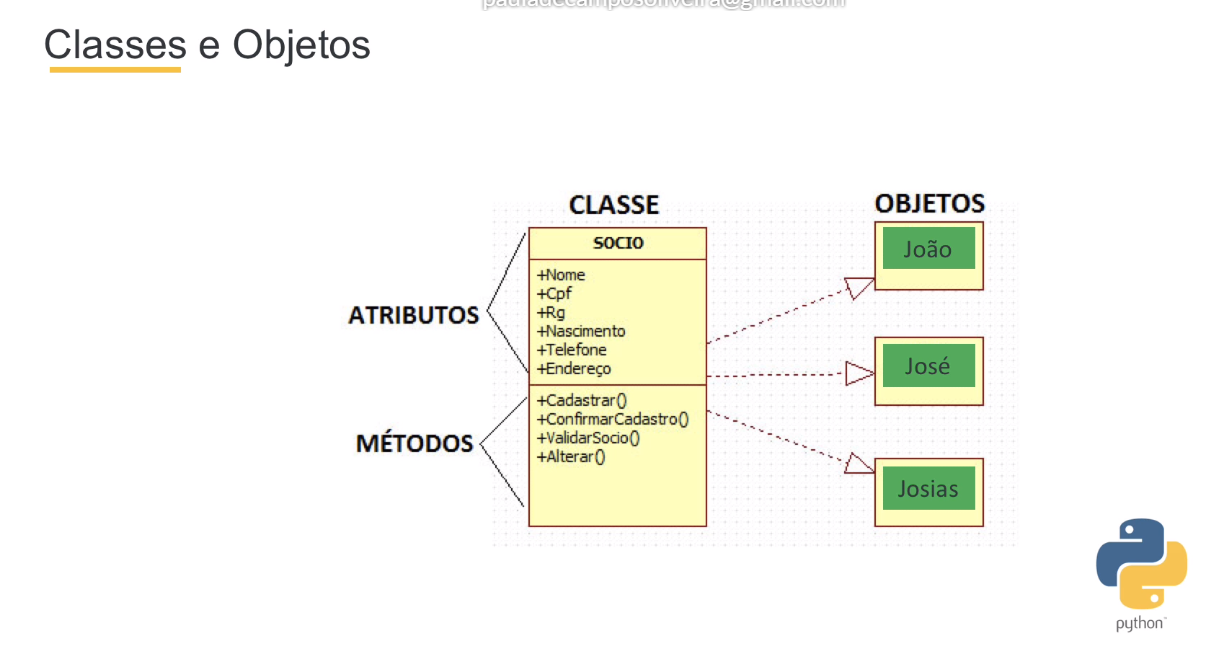 Classes e Objetos
CLASSE
OBJETOS
SOCIO
João
+Nome
+Cpf
+Rg
ATRIBUTOS
+Nascimento
+Telefone
+Endereço
José
+Cadastrar()
+ConfirmarCadastro()
MÉTODOS
+ValidarSocio()
+Alterar()
Josias
python